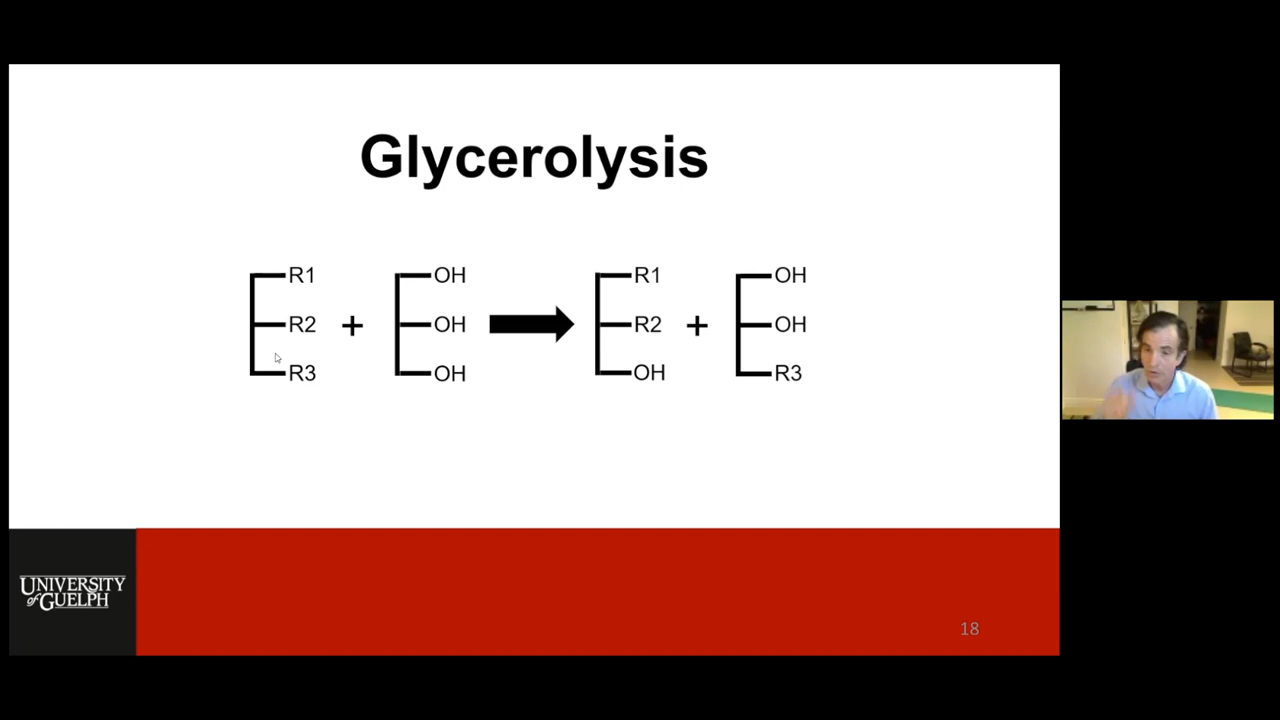 Glycerolysis
R1 OH R1 OH
R2 + OH R2 + OH
R3 OH OH R3
UNIVERSITY
of GUELPH
18